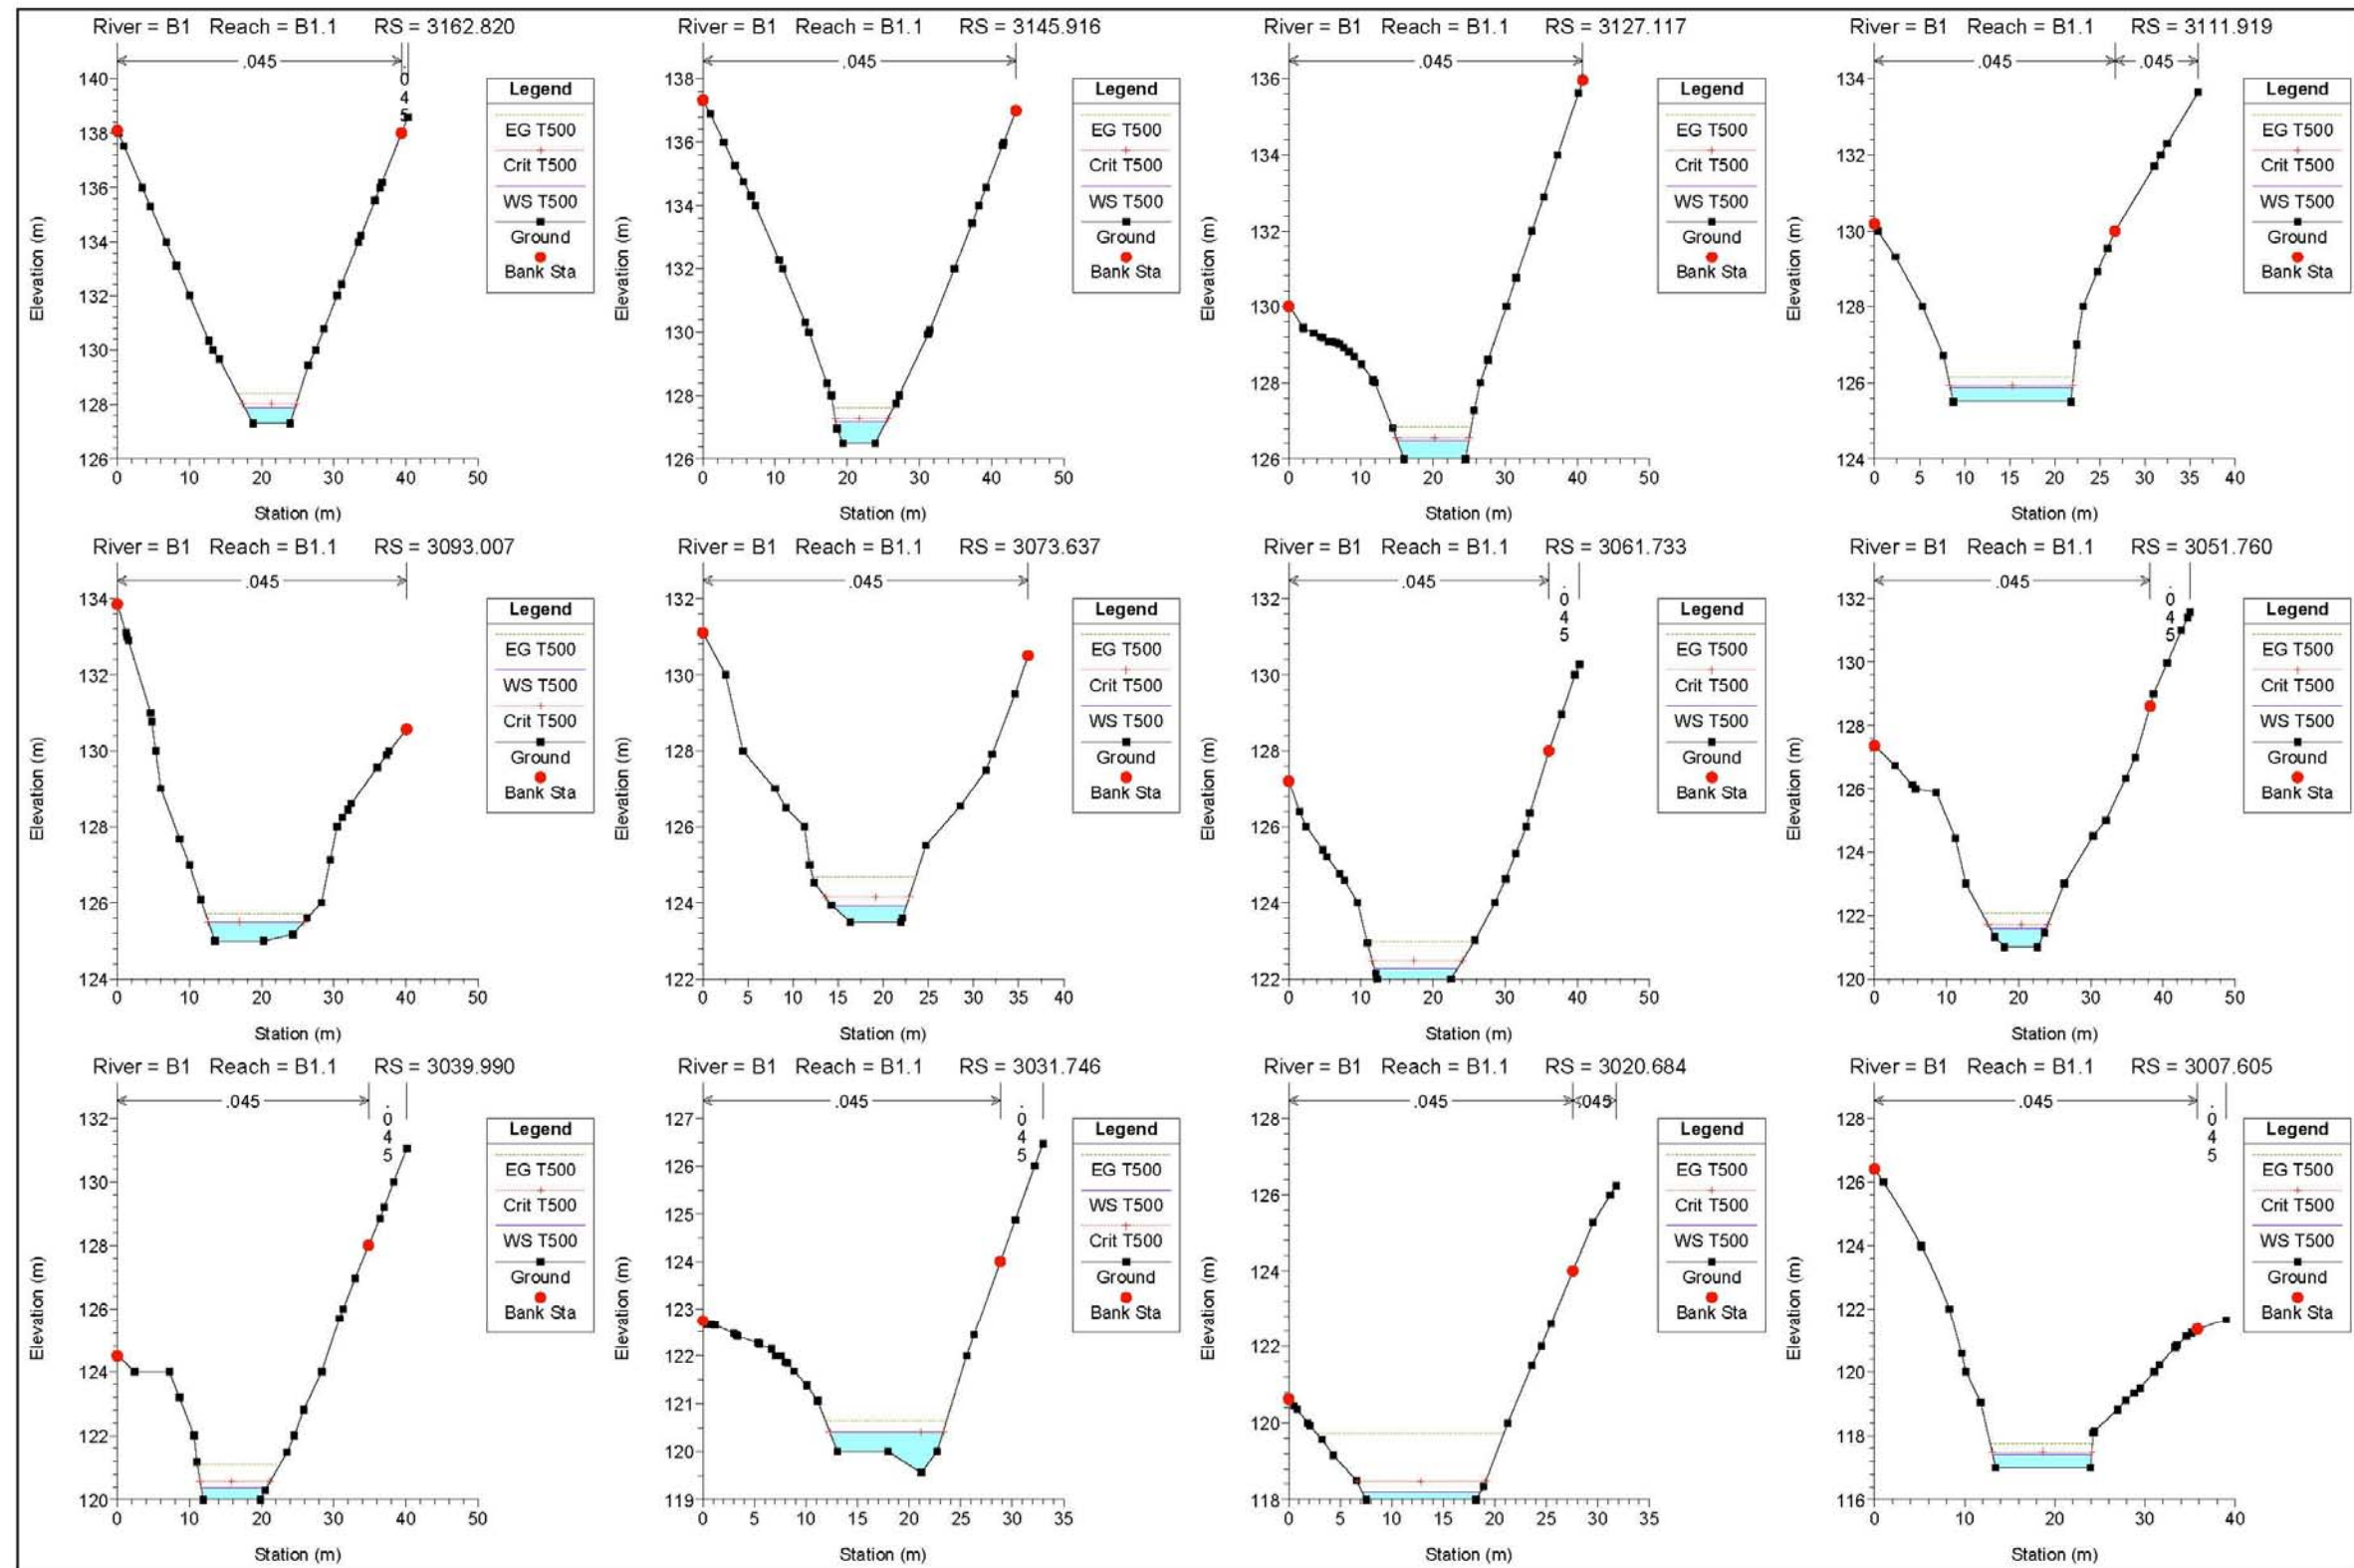 River = B1 Reach = B1.1 RS = 3162.820
.045
.045
Elevation (m)
140
138
136
134
132
130
128
126
0 10 20 30 40 50
Station (m)
Legend
EG T500
Crit T500
WS T500
Ground
Bank Sta
River = B1 Reach = B1.1 RS = 3145.916
.045
Elevation (m)
138
136
134
132
130
128
126
0 10 20 30 40 50
Station (m)
Legend
EG T500
Crit T500
WS T500
Ground
Bank Sta
River = B1 Reach = B1.1 RS = 3127.117
.045
Elevation (m)
136
134
132
130
128
126
0 10 20 30 40 50
Station (m)
Legend
EG T500
Crit T500
WS T500
Ground
Bank Sta
River = B1 Reach = B1.1 RS = 3111.919
.045 .045
Elevation (m)
134
132
130
128
126
124
0 5 10 15 20 25 30 35 40
Station (m)
Legend
EG T500
Crit T500
WS T500
Ground
Bank Sta
River = B1 Reach = B1.1 RS = 3093.007
.045
Elevation (m)
134
132
130
128
126
124
0 10 20 30 40 50
Station (m)
Legend
EG T500
WS T500
Crit T500
Ground
Bank Sta
River = B1 Reach = B1.1 RS = 3073.637
.045
Elevation (m)
132
130
128
126
124
122
0 5 10 15 20 25 30 35 40
Station (m)
Legend
EG T500
Crit T500
WS T500
Ground
Bank Sta
River = B1 Reach = B1.1 RS = 3061.733
.045
.045
Elevation (m)
132
130
128
126
124
122
0 10 20 30 40 50
Station (m)
Legend
EG T500
Crit T500
WS T500
Ground
Bank Sta
River = B1 Reach = B1.1 RS = 3051.760
.045
.045
Elevation (m)
132
130
128
126
124
122
120
0 10 20 30 40 50
Station (m)
Legend
EG T500
Crit T500
WS T500
Ground
Bank Sta
River = B1 Reach = B1.1 RS = 3039.990
.045
.045
Elevation (m)
132
130
128
126
124
122
120
0 10 20 30 40 50
Station (m)
Legend
EG T500
Crit T500
WS T500
Ground
Bank Sta
River = B1 Reach = B1.1 RS = 3031.746
.045
.045
Elevation (m)
127
126
125
124
123
122
121
120
119
0 5 10 15 20 25 30 35
Station (m)
Legend
EG T500
WS T500
Crit T500
Ground
Bank Sta
River = B1 Reach = B1.1 RS = 3020.684
.045 .045
Elevation (m)
128
126
124
122
120
118
0 5 10 15 20 25 30 35
Station (m)
Legend
EG T500
Crit T500
WS T500
Ground
Bank Sta
River = B1 Reach = B1.1 RS = 3007.605
.045
.045
Elevation (m)
128
126
124
122
120
118
116
0 10 20 30 40
Station (m)
Legend
EG T500
Crit T500
WS T500
Ground
Bank Sta